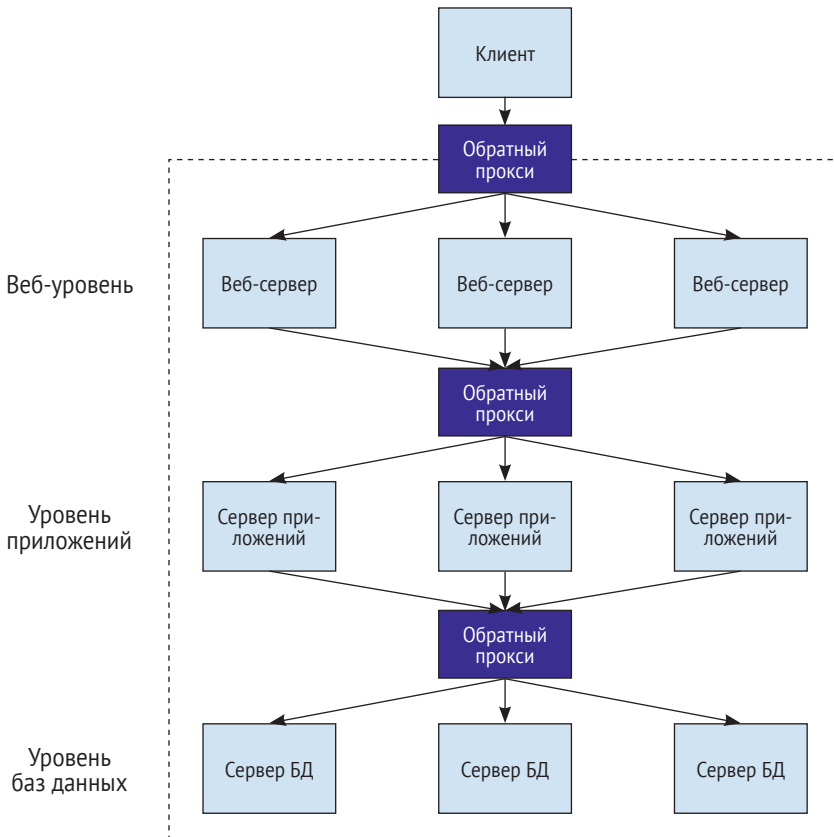 Клиент
Обратный
прокси
Веб-уровень
Веб-сервер
Веб-сервер
Веб-сервер
Обратный
прокси
Уровень
приложений
Сервер при-
ложений
Сервер при-
ложений
Сервер при-
ложений
Обратный
прокси
Уровень
баз данных
Сервер БД
Сервер БД
Сервер БД